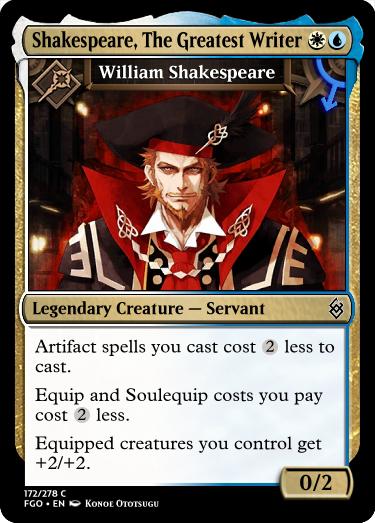 Shakespeare, The Greatest Writer
William Shakespeare
Legendary Creature — Servant
Artifact spells you cast cost 2 less to
cast.
Equip and Soulequip costs you pay
cost 2 less.
Equipped creatures you control get
+2/+2.
0/2
172/278 C
FGO • EN Konoe Ototsugu